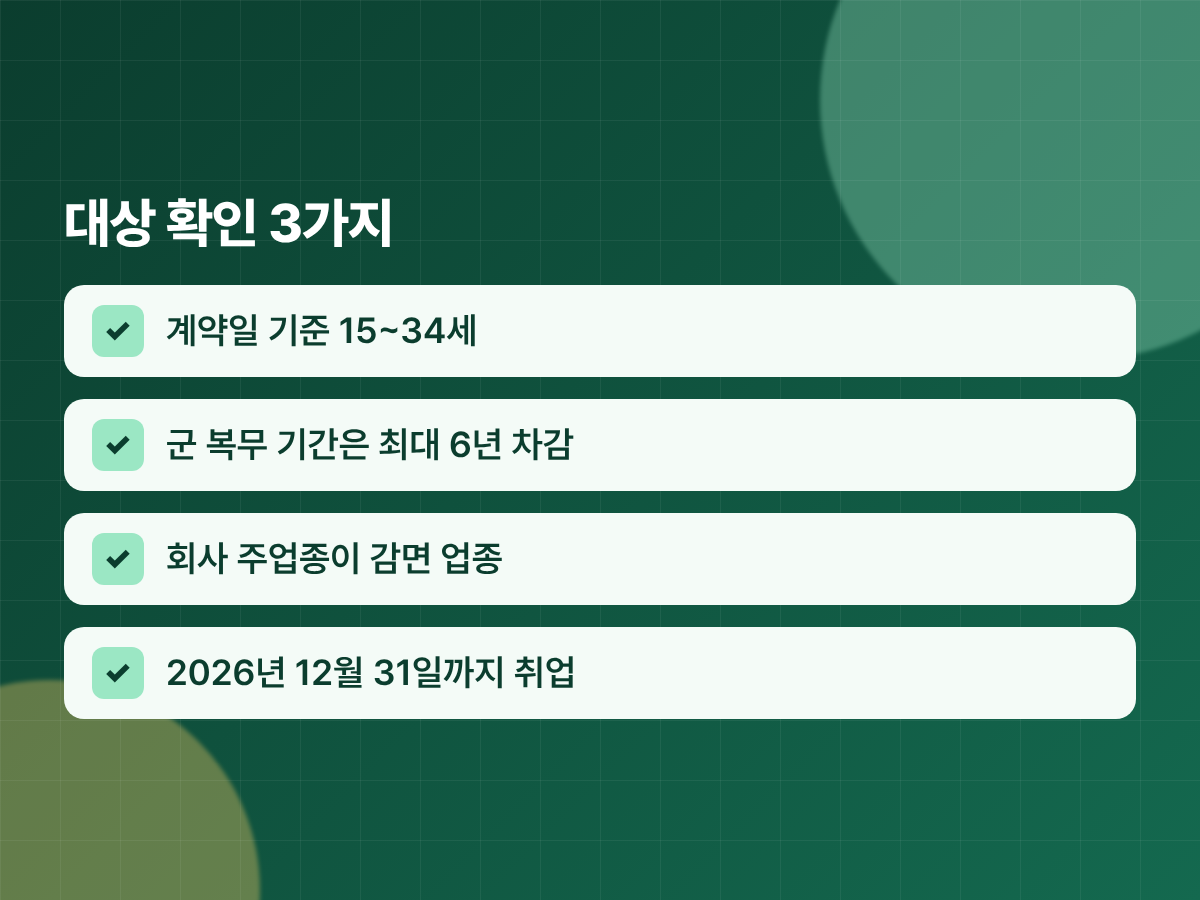 대상 확인 3가지
계약일 기준 15~34세
군 복무 기간은 최대 6년 차감
회사 주업종이 감면 업종
2026년 12월 31일까지 취업